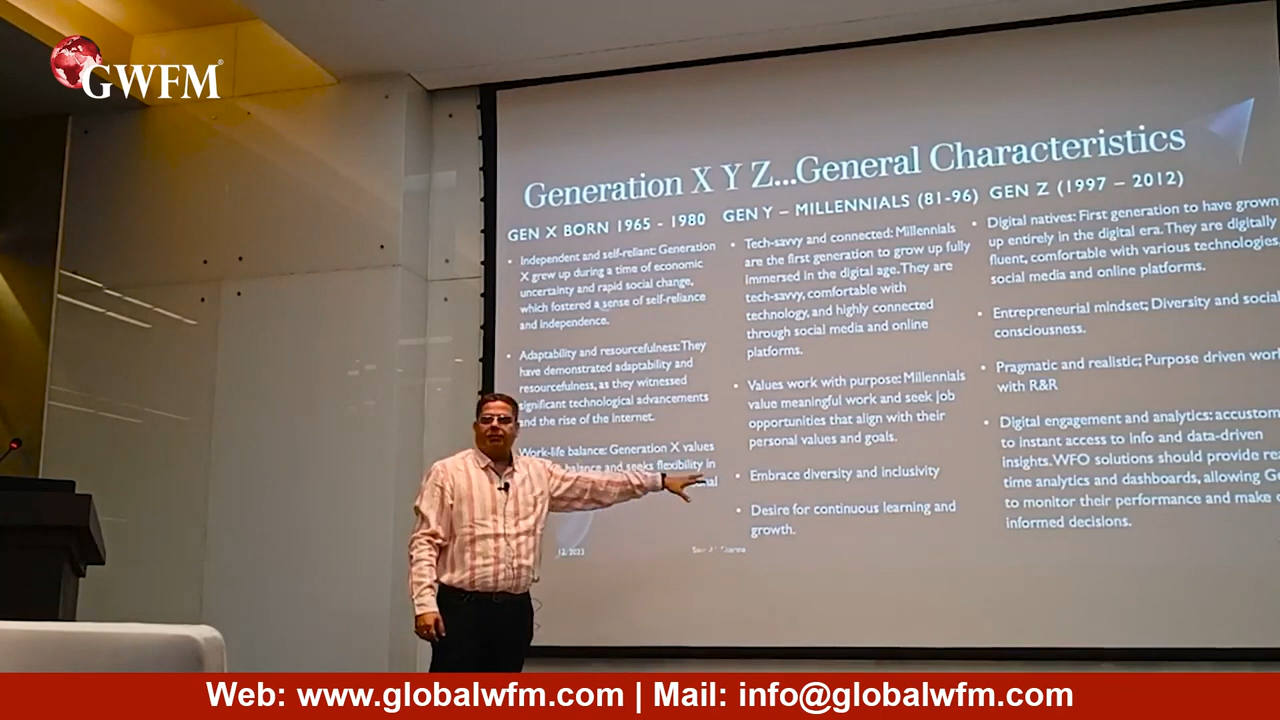 GWFM®
Generation X Y Z...General Characteristics
GEN X BORN 1965 - 1980
• Independent and self-reliant: Generation
X grew up during a time of economic
uncertainty and rapid social change,
which fostered a sense of self-reliance
and independence.
• Adaptability and resourcefulness: They
have demonstrated adaptability and
resourcefulness, as they witnessed
significant technological advancements
and the rise of the Internet.
Work-life balance: Generation X values
balance and seeks flexibility in
GEN Y – MILLENNIALS (81-96)
• Tech-savvy and connected: Millennials
are the first generation to grow up fully
immersed in the digital age. They are
tech-savvy, comfortable with
technology, and highly connected
through social media and online
platforms.
• Values work with purpose: Millennials
value meaningful work and seek job
opportunities that align with their
personal values and goals.
• Embrace diversity and inclusivity
• Desire for continuous learning and
growth.
GEN Z (1997 – 2012)
• Digital natives: First generation to have grown
up entirely in the digital era. They are digitally
fluent, comfortable with various technologies
social media and online platforms.
• Entrepreneurial mindset; Diversity and social
consciousness.
• Pragmatic and realistic; Purpose driven
with R&R
• Digital engagement and analytics:
to instant access to info and data-driven
insights. WFO solutions should provide
time analytics and dashboards, allowing
to monitor their performance and make
informed decisions.
12, 2023
Web: www.globalwfm.com | Mail: info@globalwfm.com